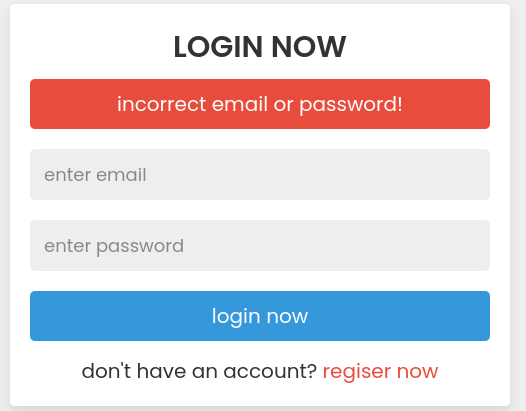 LOGIN NOW
incorrect email or password!
enter email
enter password
login now
don't have an account? regiser now